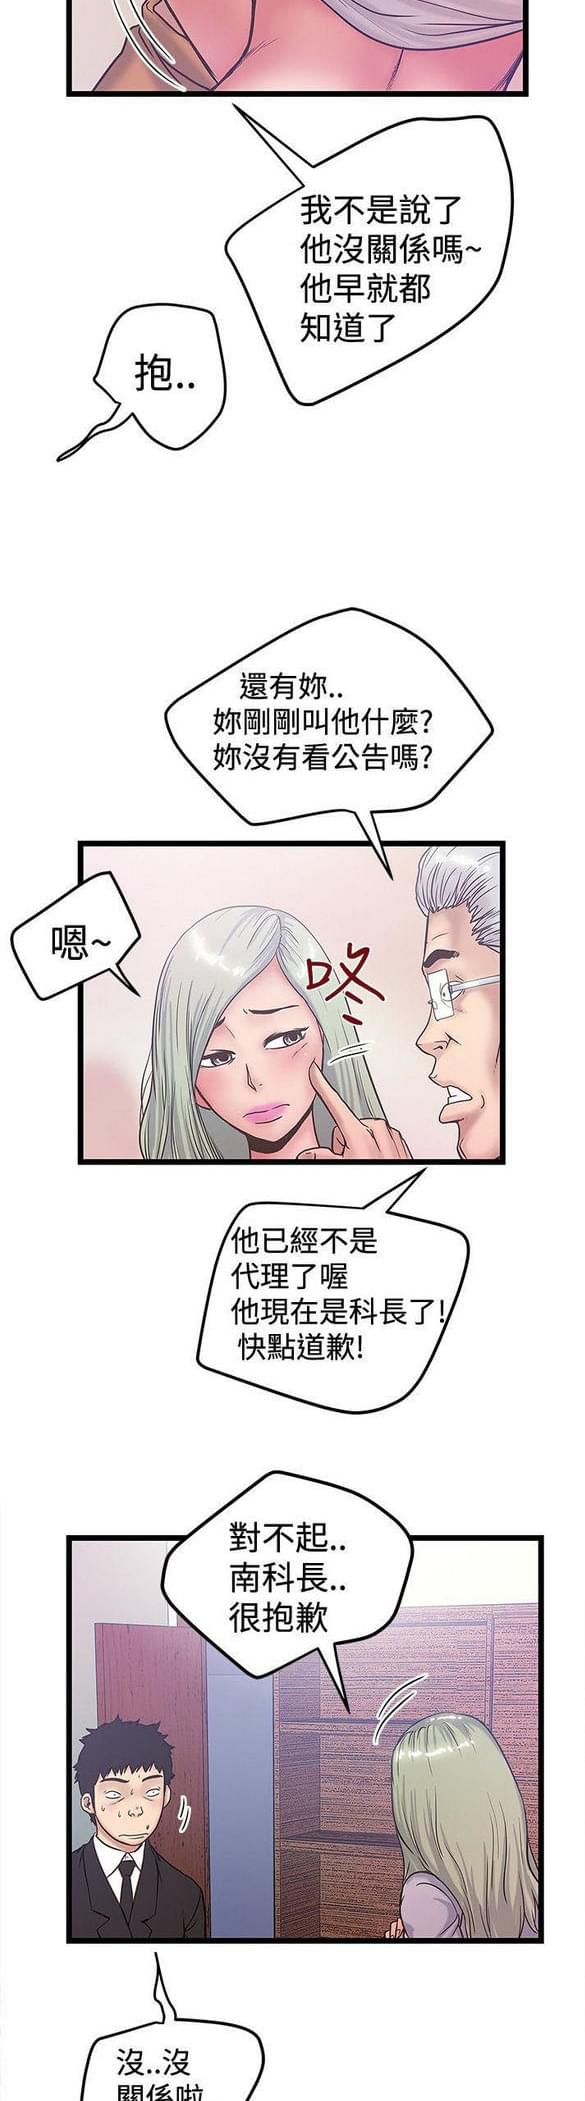 我不是說了
他沒關係嗎~
他早就都
知道了
抱..
還有妳..
妳剛剛叫他什麼?
妳沒有看公告嗎?
嗯~
咚
他已經不是
代理了喔
他現在是科長了!
快點道歉!
對不起..
南科長..
很抱歉
沒..沒
關係啦